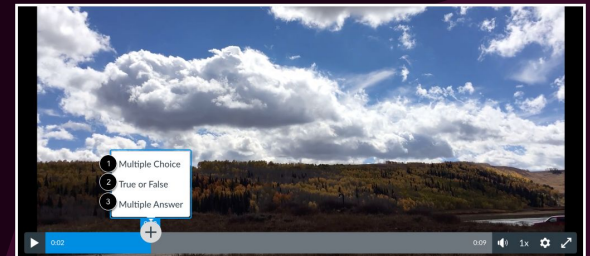 1 Multiple Choice
2 True or False
3 Multiple Answer
0:02 0:09 1x